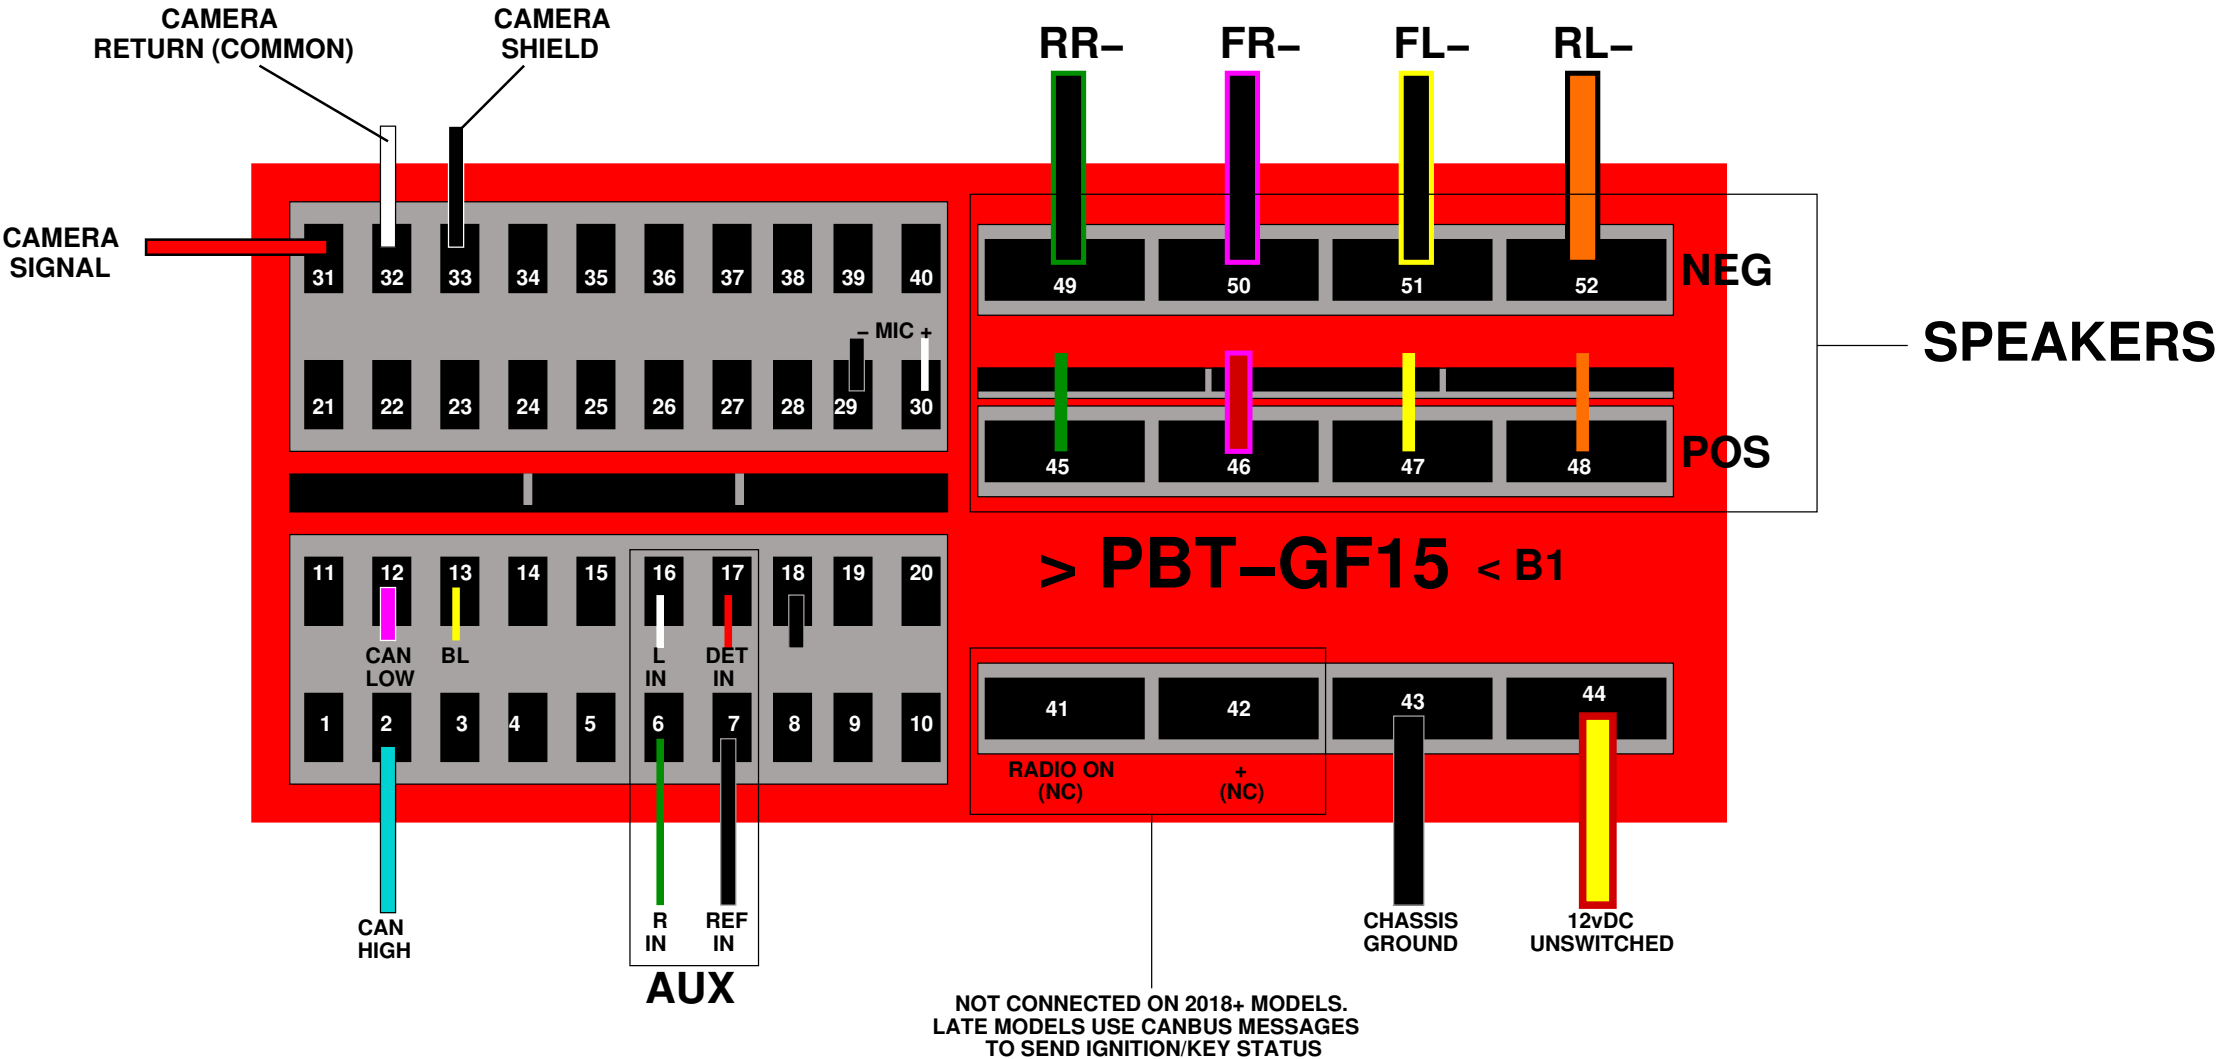 CAMERA
RETURN (COMMON)
CAMERA
SHIELD
RR–
FR–
FL–
RL–
CAMERA
SIGNAL
31 32 33 34 35 36 37 38 39 40
49 50 51 52
NEG
– MIC +
SPEAKERS
21 22 23 24 25 26 27 28 29 30
45 46 47 48
POS
> PBT–GF15 < B1
11 12 13 14 15 16 17 18 19 20
CAN
LOW
BL
L
IN
DET
IN
1 2 3 4 5 6 7 8 9 10
41 42 43 44
RADIO ON
(NC)
+
(NC)
CAN
HIGH
R
IN
REF
IN
AUX
CHASSIS
GROUND
12vDC
UNSWITCHED
NOT CONNECTED ON 2018+ MODELS.
LATE MODELS USE CANBUS MESSAGES
TO SEND IGNITION/KEY STATUS